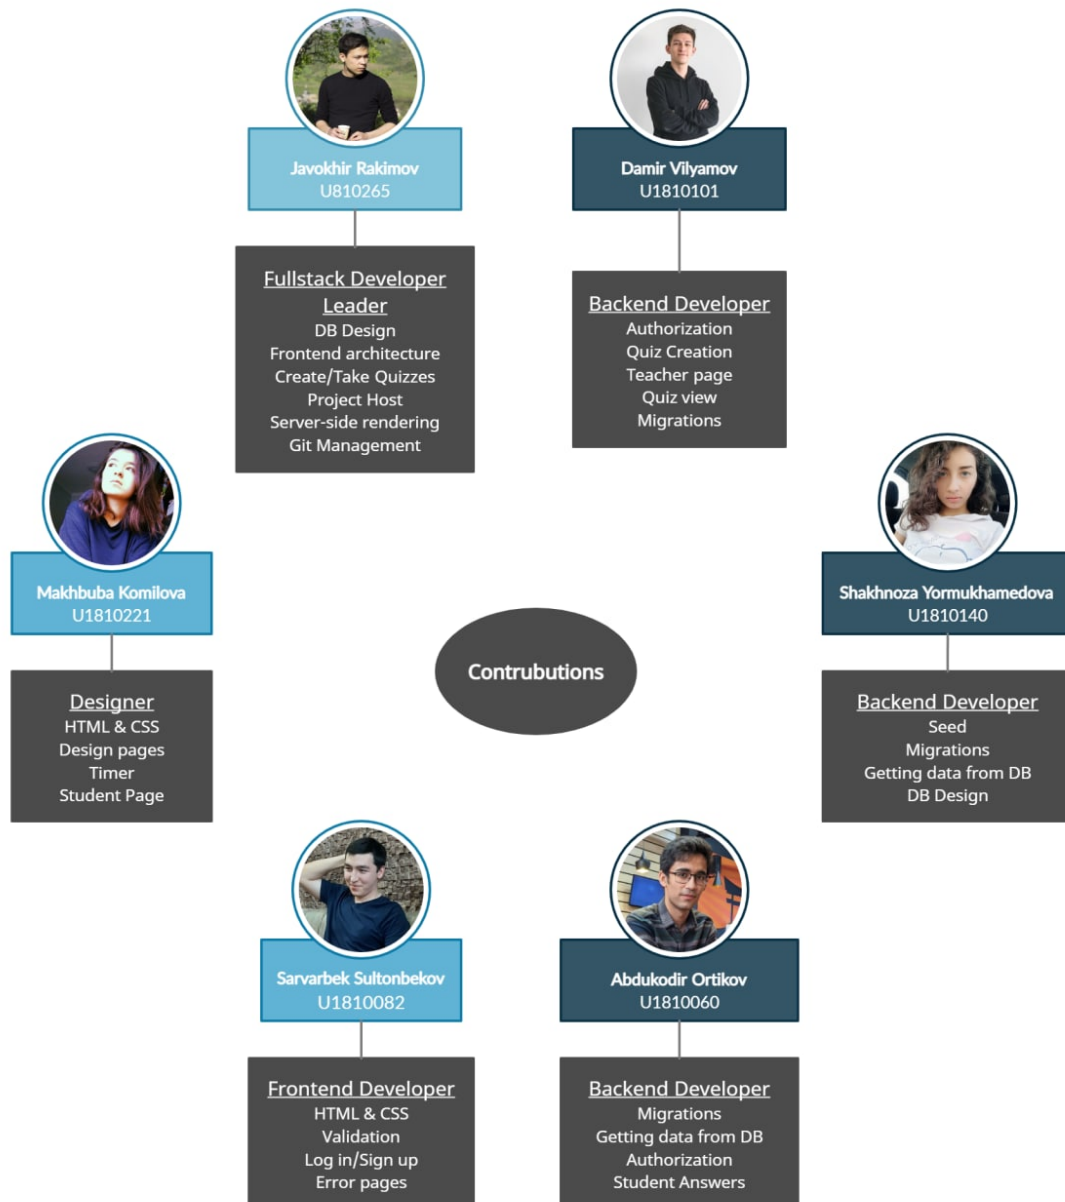 Javokhir Rakimov
U810265
Fullstack Developer
Leader
DB Design
Frontend architecture
Create/Take Quizzes
Project Host
Server-side rendering
Git Management
Damir Vilyamov
U1810101
Backend Developer
Authorization
Quiz Creation
Teacher page
Quiz view
Migrations
Makhbuba Komilova
U1810221
Designer
HTML & CSS
Design pages
Timer
Student Page
Contrubutions
Shakhnoza Yormukhamedova
U1810140
Backend Developer
Seed
Migrations
Getting data from DB
DB Design
Sarvarbek Sultonbekov
U1810082
Frontend Developer
HTML & CSS
Validation
Log in/Sign up
Error pages
Abdukodir Ortikov
U1810060
Backend Developer
Migrations
Getting data from DB
Authorization
Student Answers